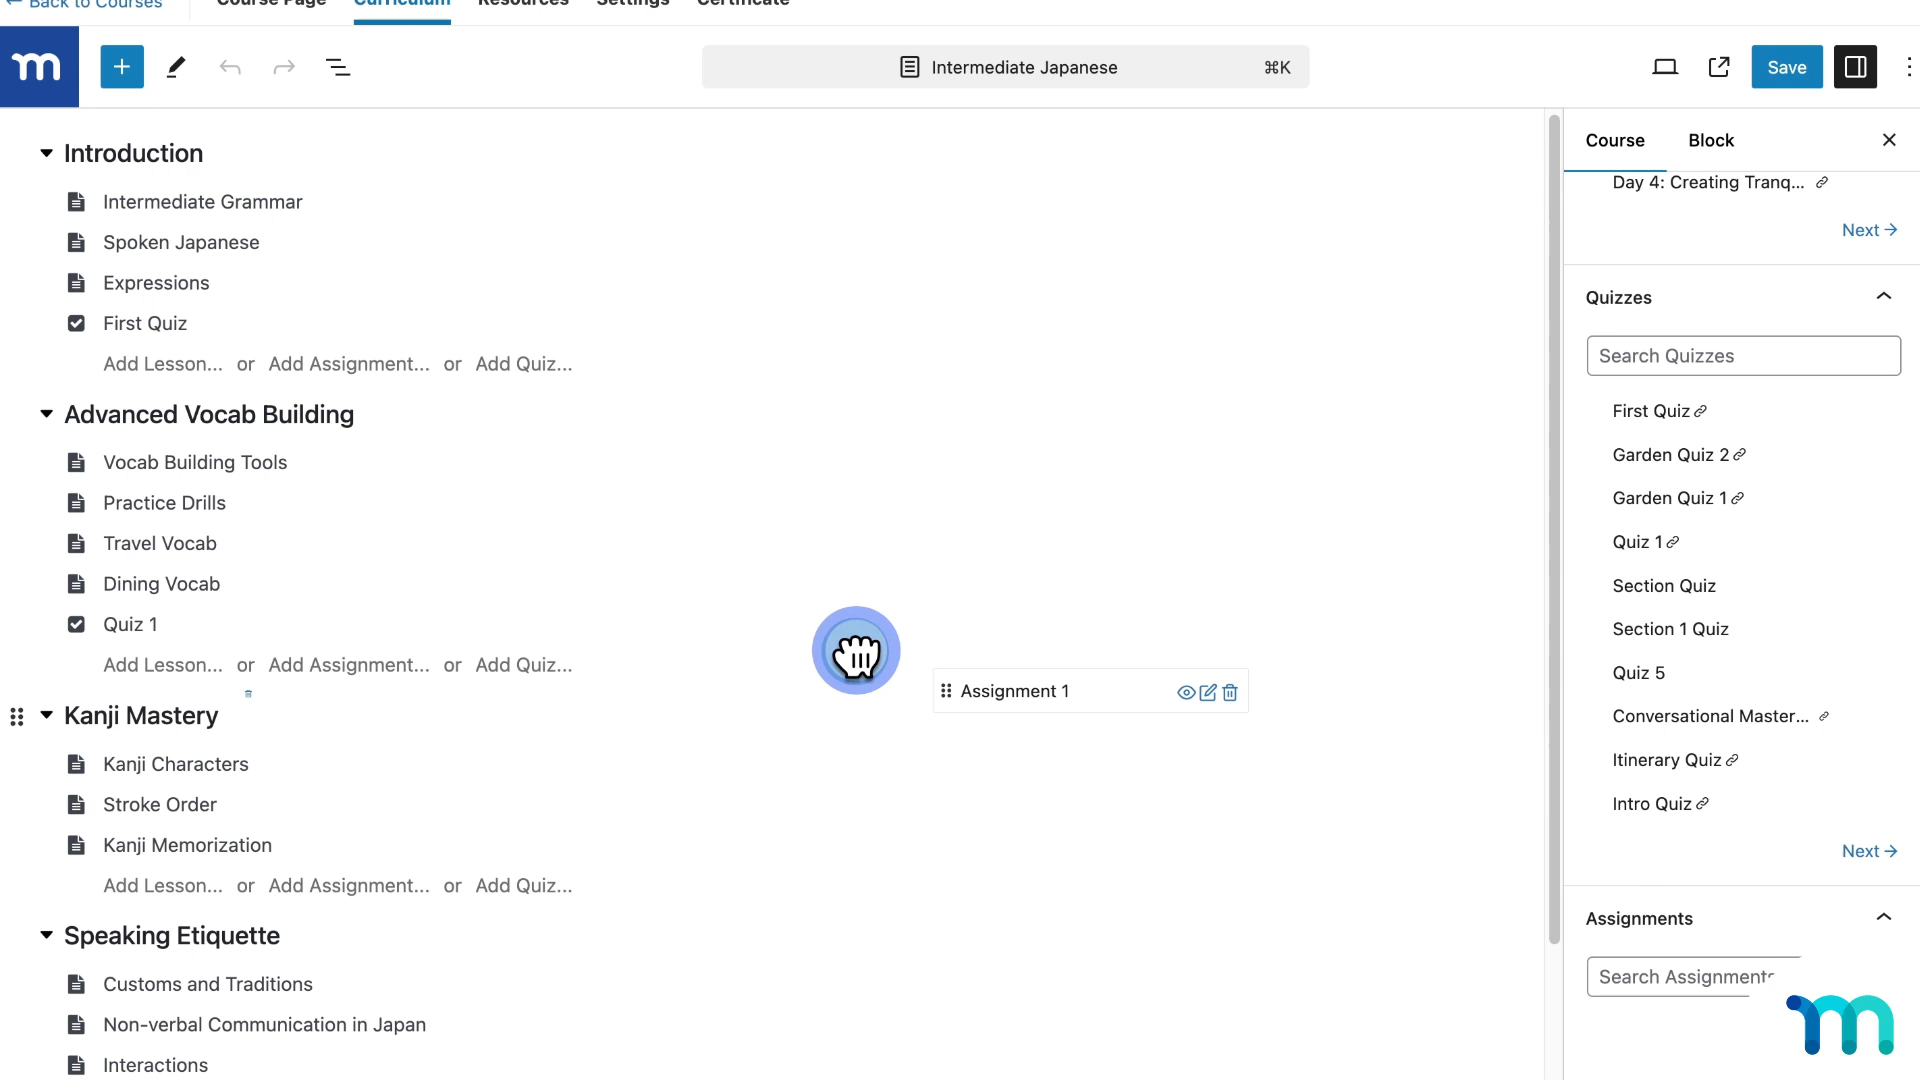 ← Back to Courses
Course Page Curriculum Resources Settings Certificate
m + Intermediate Japanese ⌘K Save
Course Block
Introduction
Intermediate Grammar
Spoken Japanese
Expressions
First Quiz
Add Lesson... or Add Assignment... or Add Quiz...
Advanced Vocab Building
Vocab Building Tools
Practice Drills
Travel Vocab
Dining Vocab
Quiz 1
Add Lesson... or Add Assignment... or Add Quiz...
Assignment 1
Kanji Mastery
Kanji Characters
Stroke Order
Kanji Memorization
Add Lesson... or Add Assignment... or Add Quiz...
Speaking Etiquette
Customs and Traditions
Non-verbal Communication in Japan
Interactions
Day 4: Creating Tranq...
Next →
Quizzes
Search Quizzes
First Quiz
Garden Quiz 2
Garden Quiz 1
Quiz 1
Section Quiz
Section 1 Quiz
Quiz 5
Conversational Master...
Itinerary Quiz
Intro Quiz
Next →
Assignments
Search Assignments
m